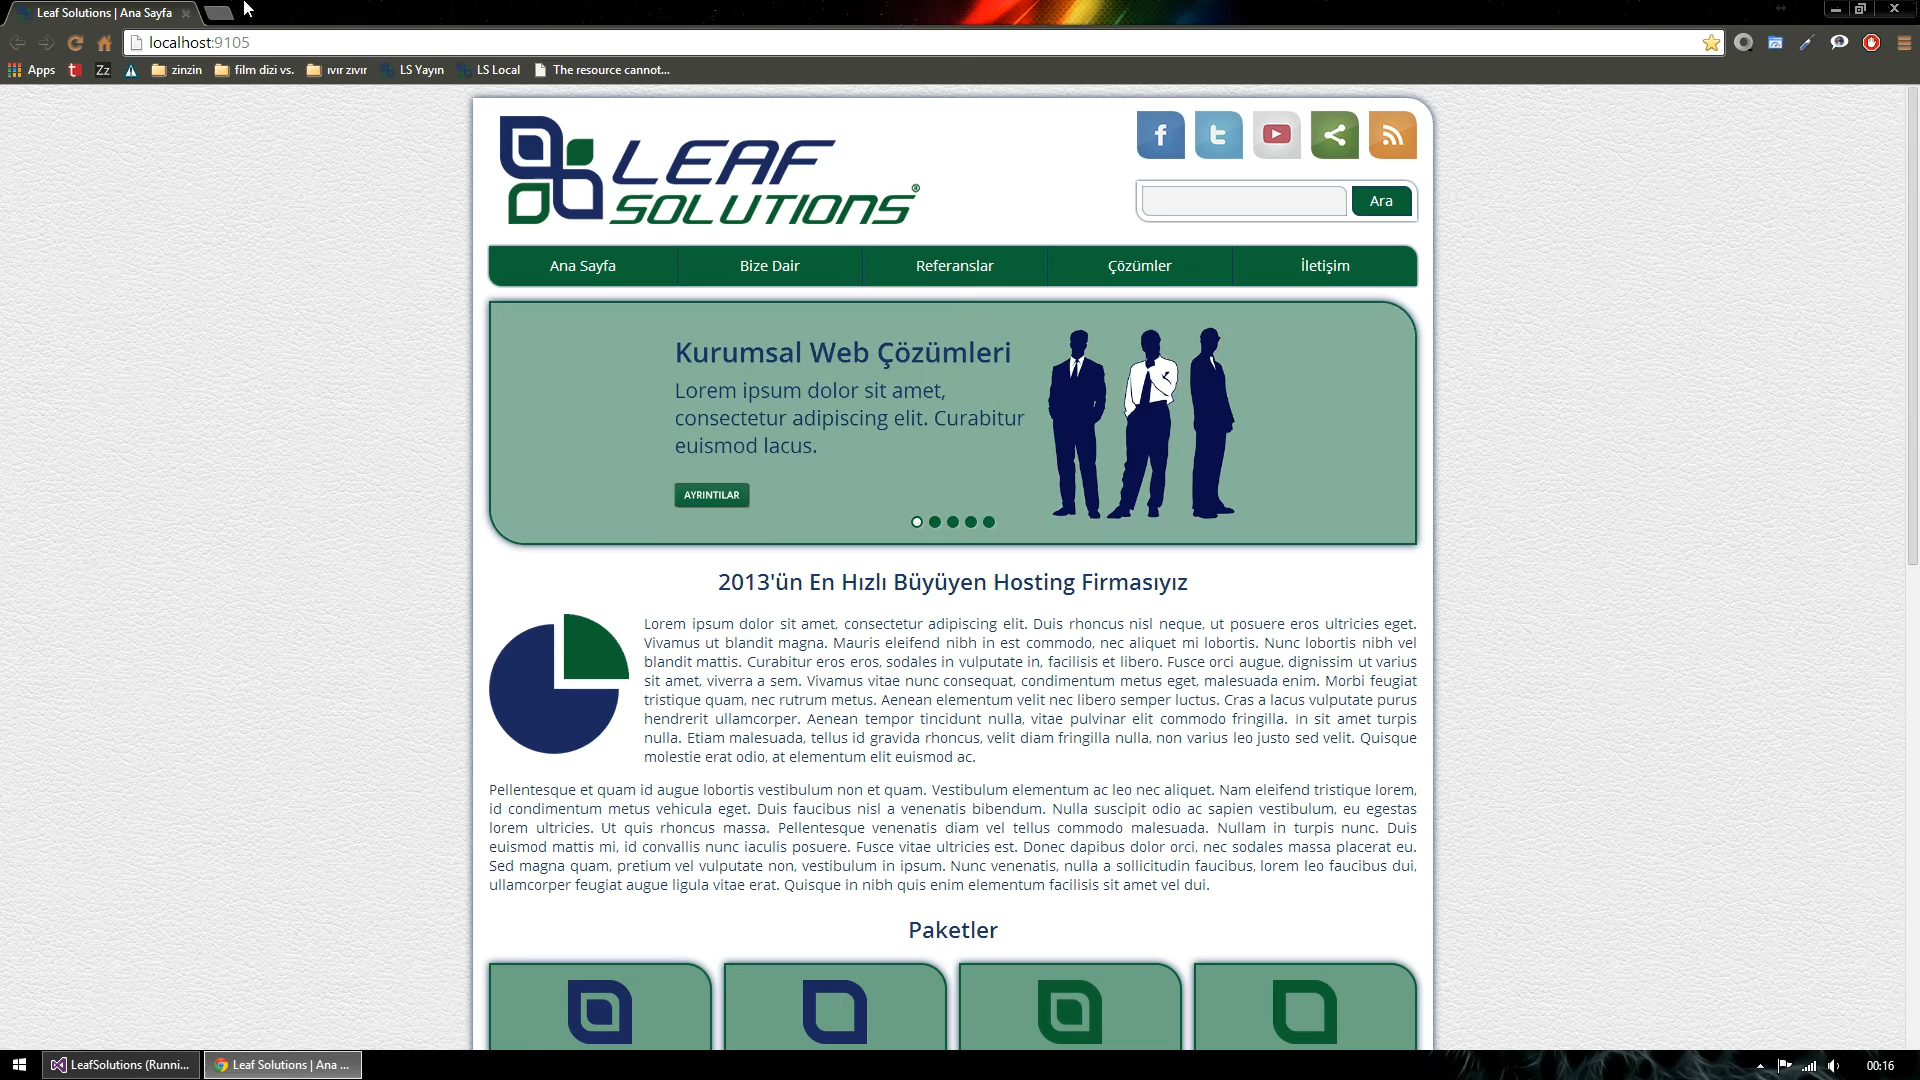 Leaf Solutions | Ana Sayfa
localhost:9105
Apps
t
Zz
zinzin
film dizi vs.
ıvır zıvır
LS Yayın
LS Local
The resource cannot...
LEAF
SOLUTIONS®
f
t
Ara
Ana Sayfa
Bize Dair
Referanslar
Çözümler
İletişim
Kurumsal Web Çözümleri
Lorem ipsum dolor sit amet,
consectetur adipiscing elit. Curabitur
euismod lacus.
AYRINTILAR
2013'ün En Hızlı Büyüyen Hosting Firmasıyız
Lorem ipsum dolor sit amet, consectetur adipiscing elit. Duis rhoncus nisl neque, ut posuere eros ultricies eget.
Vivamus ut blandit magna. Mauris eleifend nibh in est commodo, nec aliquet mi lobortis. Nunc lobortis nibh vel
blandit mattis. Curabitur eros eros, sodales in vulputate in, facilisis et libero. Fusce orci augue, dignissim ut varius
sit amet, viverra a sem. Vivamus vitae nunc consequat, condimentum metus eget, malesuada enim. Morbi feugiat
tristique quam, nec rutrum metus. Aenean elementum velit nec libero semper luctus. Cras a lacus vulputate purus
hendrerit ullamcorper. Aenean tempor tincidunt nulla, vitae pulvinar elit commodo fringilla. In sit amet turpis
nulla. Etiam malesuada, tellus id gravida rhoncus, velit diam fringilla nulla, non varius leo justo sed velit. Quisque
molestie erat odio, at elementum elit euismod ac.
Pellentesque et quam id augue lobortis vestibulum non et quam. Vestibulum elementum ac leo nec aliquet. Nam eleifend tristique lorem,
id condimentum metus vehicula eget. Duis faucibus nisl a venenatis bibendum. Nulla suscipit odio ac sapien vestibulum, eu egestas
lorem ultricies. Ut quis rhoncus massa. Pellentesque venenatis diam vel tellus commodo malesuada. Nullam in turpis nunc. Duis
euismod mattis mi, id convallis nunc iaculis posuere. Fusce vitae ultricies est. Donec dapibus dolor orci, nec sodales massa placerat eu.
Sed magna quam, pretium vel vulputate non, vestibulum in ipsum. Nunc venenatis, nulla a sollicitudin faucibus, lorem leo faucibus dui,
ullamcorper feugiat augue ligula vitae erat. Quisque in nibh quis enim elementum facilisis sit amet vel dui.
Paketler
LeafSolutions (Runni...
Leaf Solutions | Ana ...
00:16